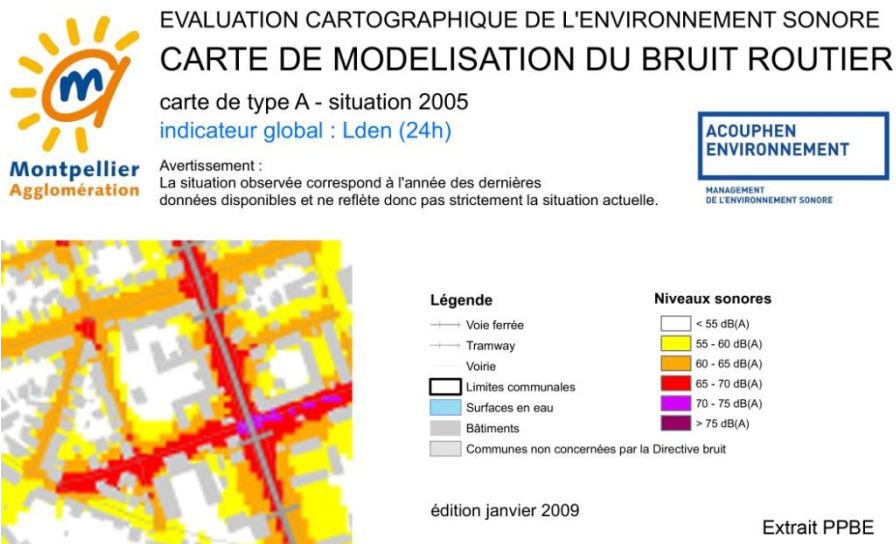 EVALUATION CARTOGRAPHIQUE DE L'ENVIRONNEMENT SONORE
CARTE DE MODELISATION DU BRUIT ROUTIER
carte de type A - situation 2005
indicateur global : Lden (24h)
Avertissement :
La situation observée correspond à l'année des dernières
données disponibles et ne reflète donc pas strictement la situation actuelle.
m
Montpellier
Agglomération
ACOUPHEN
ENVIRONNEMENT
MANAGEMENT
DE L'ENVIRONNEMENT SONORE
Légende
Voie ferrée
Tramway
Voirie
Limites communales
Surfaces en eau
Bâtiments
Communes non concernées par la Directive bruit
Niveaux sonores
< 55 dB(A)
55 - 60 dB(A)
60 - 65 dB(A)
65 - 70 dB(A)
70 - 75 dB(A)
> 75 dB(A)
édition janvier 2009
Extrait PPBE